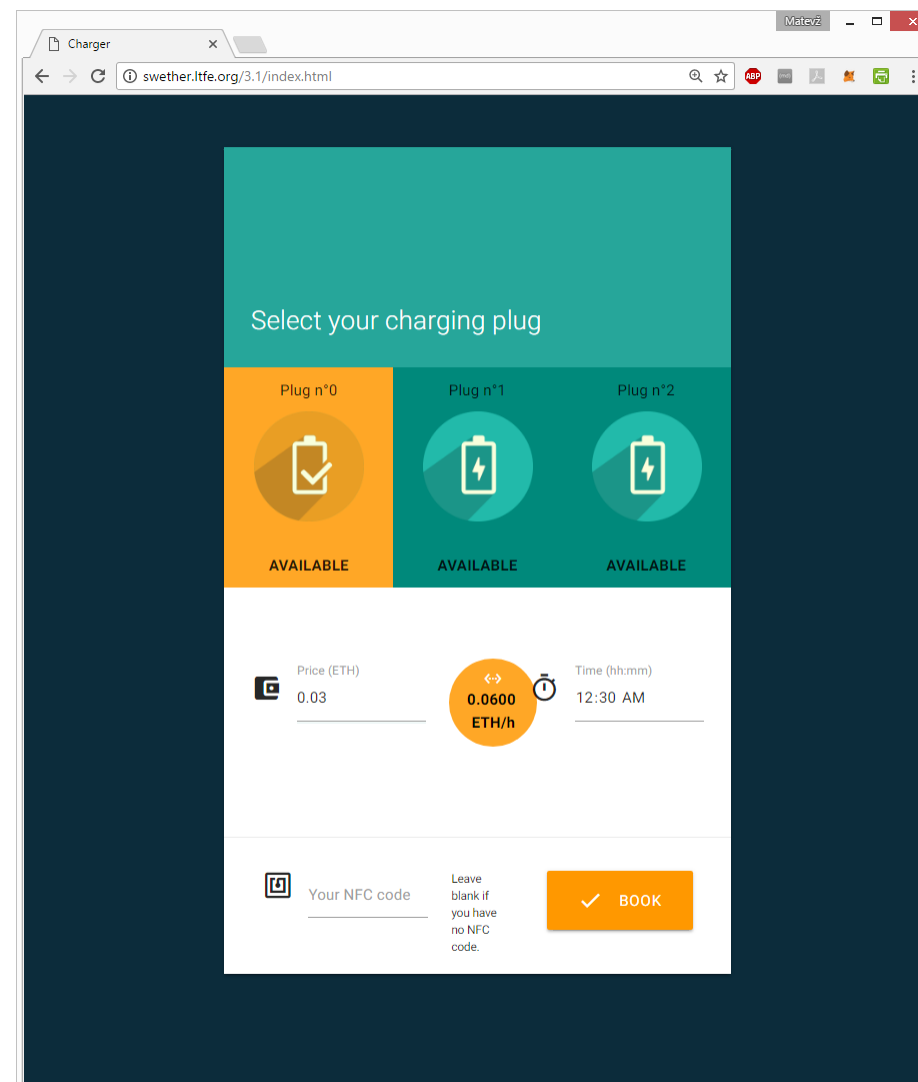 Matevž
Charger
swether.ltfe.org/3.1/index.html
ABP
Select your charging plug
Plug n°0
Plug n°1
Plug n°2
AVAILABLE
AVAILABLE
AVAILABLE
Price (ETH)
0.03
0.0600
ETH/h
Time (hh:mm)
12:30 AM
Your NFC code
Leave
blank if
you have
no NFC
code.
BOOK